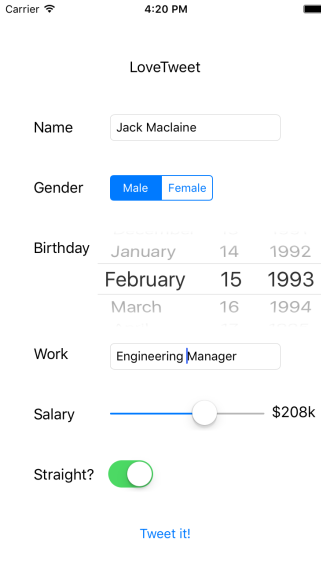 Carrier 4:20 PM
LoveTweet
Name Jack Maclaine
Gender Male Female
January 14 1992
Birthday
February 15 1993
March 16 1994
Work Engineering Manager
Salary $208k
Straight?
Tweet it!